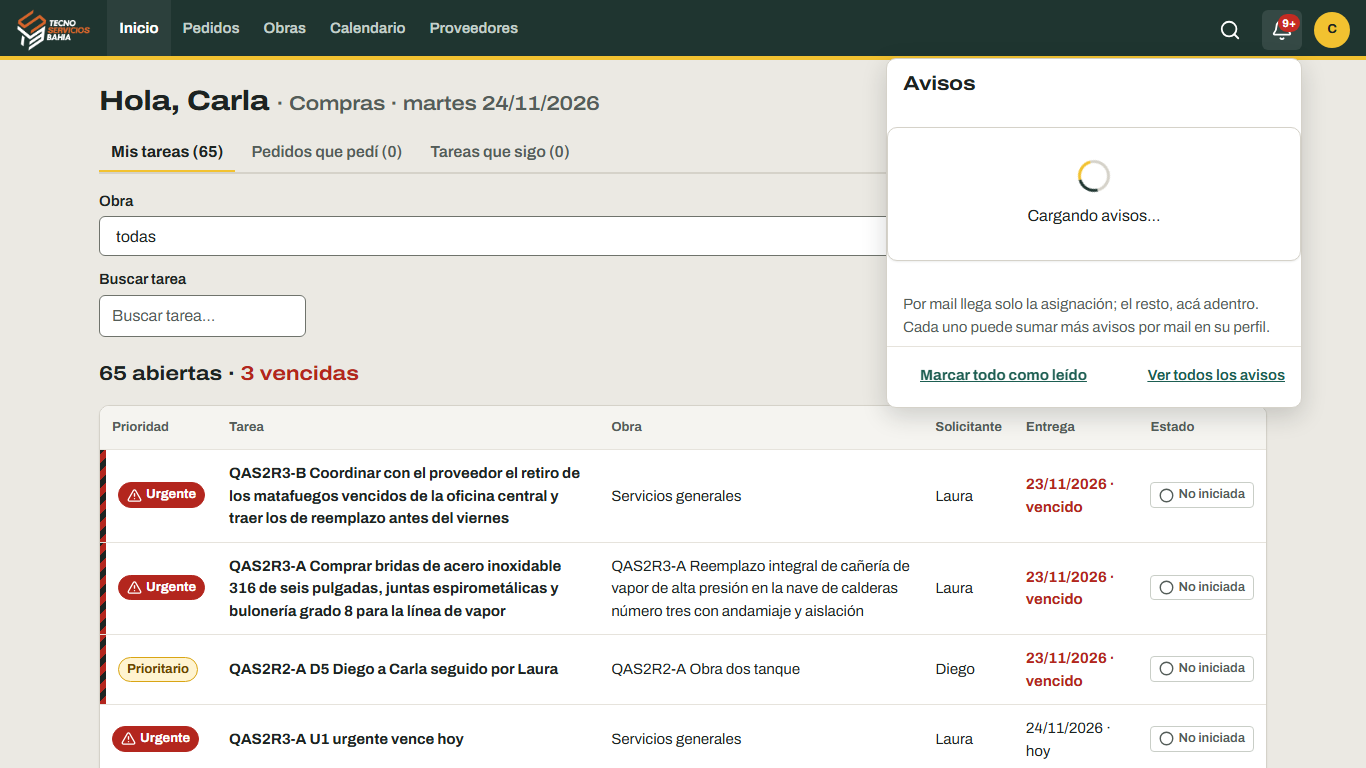 TECNO
SERVICIOS
BAHIA
Inicio
Pedidos
Obras
Calendario
Proveedores
9+
C
Hola, Carla · Compras · martes 24/11/2026
Mis tareas (65)
Pedidos que pedí (0)
Tareas que sigo (0)
Obra
todas
Buscar tarea
Buscar tarea...
65 abiertas · 3 vencidas
Avisos
Cargando avisos...
Por mail llega solo la asignación; el resto, acá adentro.
Cada uno puede sumar más avisos por mail en su perfil.
Marcar todo como leído
Ver todos los avisos
Prioridad
Tarea
Obra
Solicitante
Entrega
Estado
Urgente
QAS2R3-B Coordinar con el proveedor el retiro de
los matafuegos vencidos de la oficina central y
traer los de reemplazo antes del viernes
Servicios generales
Laura
23/11/2026 ·
vencido
No iniciada
Urgente
QAS2R3-A Comprar bridas de acero inoxidable
316 de seis pulgadas, juntas espirometálicas y
bulonería grado 8 para la línea de vapor
QAS2R3-A Reemplazo integral de cañería de
vapor de alta presión en la nave de calderas
número tres con andamiaje y aislación
Laura
23/11/2026 ·
vencido
No iniciada
Prioritario
QAS2R2-A D5 Diego a Carla seguido por Laura
QAS2R2-A Obra dos tanque
Diego
23/11/2026 ·
vencido
No iniciada
Urgente
QAS2R3-A U1 urgente vence hoy
Servicios generales
Laura
24/11/2026 ·
hoy
No iniciada